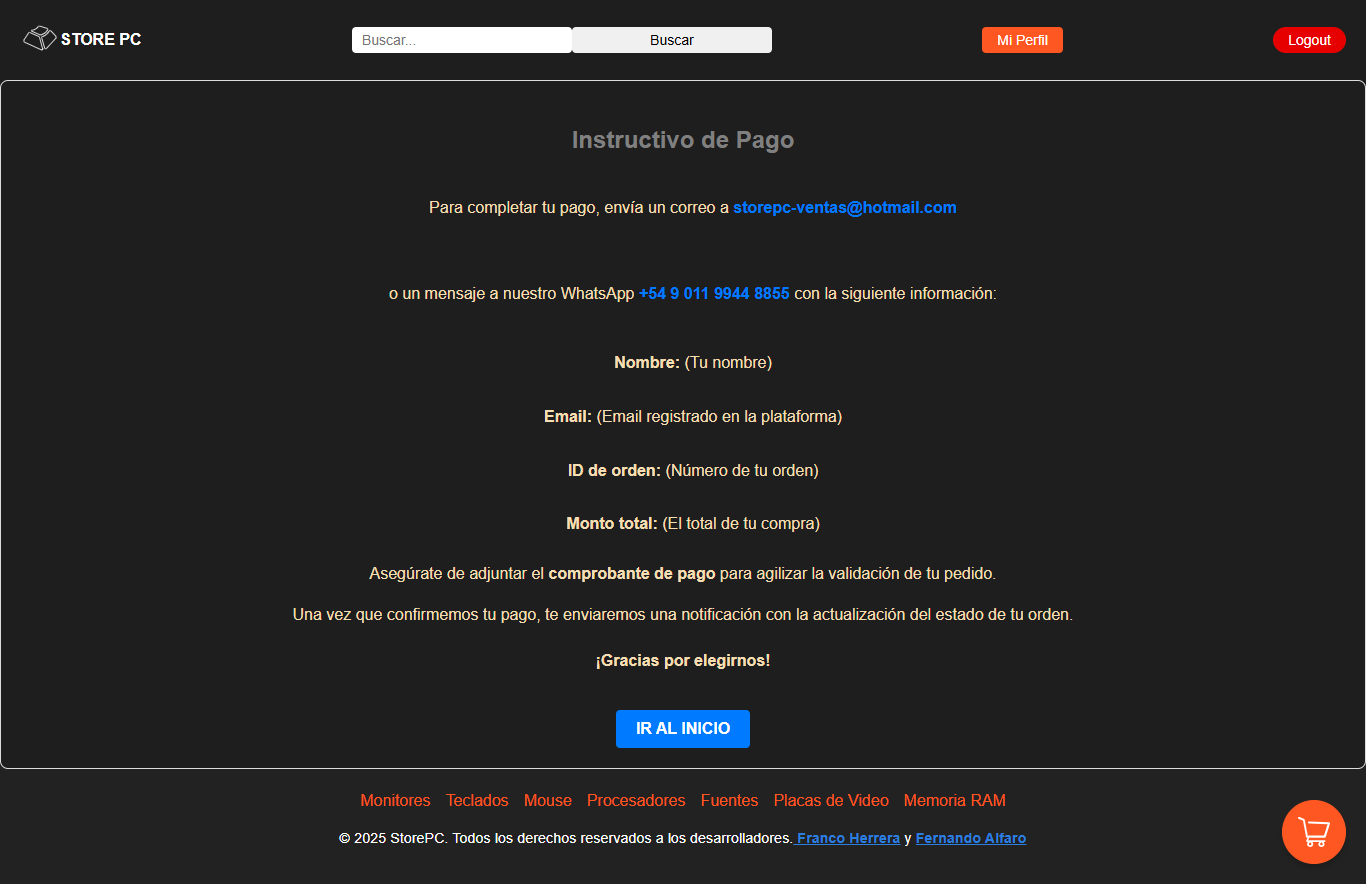 STORE PC
Buscar...
Buscar
Mi Perfil
Logout
Instructivo de Pago
Para completar tu pago, envía un correo a storepc-ventas@hotmail.com
o un mensaje a nuestro WhatsApp +54 9 011 9944 8855 con la siguiente información:
Nombre: (Tu nombre)
Email: (Email registrado en la plataforma)
ID de orden: (Número de tu orden)
Monto total: (El total de tu compra)
Asegúrate de adjuntar el comprobante de pago para agilizar la validación de tu pedido.
Una vez que confirmemos tu pago, te enviaremos una notificación con la actualización del estado de tu orden.
¡Gracias por elegirnos!
IR AL INICIO
Monitores Teclados Mouse Procesadores Fuentes Placas de Video Memoria RAM
© 2025 StorePC. Todos los derechos reservados a los desarrolladores. Franco Herrera y Fernando Alfaro